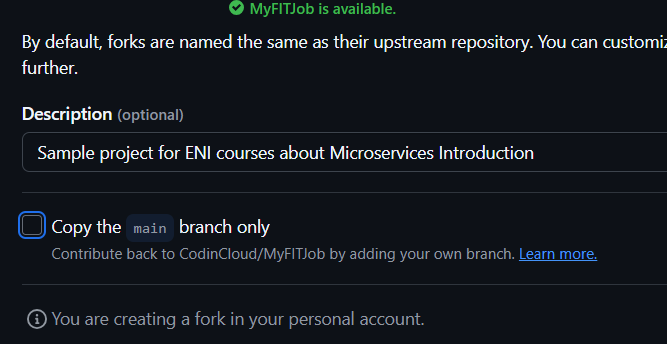 MyFITJob is available.
By default, forks are named the same as their upstream repository. You can customiz
further.
Description (optional)
Sample project for ENI courses about Microservices Introduction
Copy the main branch only
Contribute back to CodinCloud/MyFITJob by adding your own branch. Learn more.
You are creating a fork in your personal account.